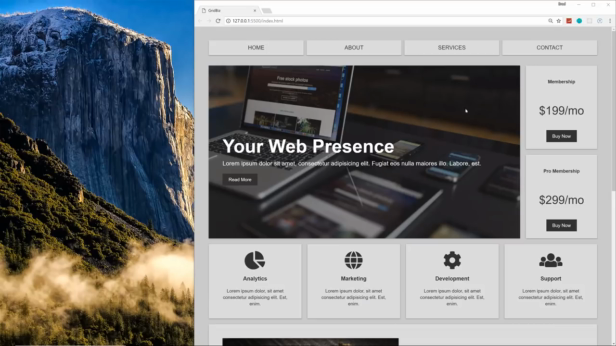 127.0.0.1:5500/index.html
HOME
ABOUT
SERVICES
CONTACT
Free stock photos
Your Web Presence
Lorem ipsum dolor sit amet, consectetur adipisicing elit. Fugiat eos nulla maiores illo. Labore, est.
Read More
Membership
$199/mo
Buy Now
Pro Membership
$299/mo
Buy Now
Analytics
Lorem ipsum dolor, sit amet
consectetur adipisicing elit. Est,
enim.
Marketing
Lorem ipsum dolor, sit amet
consectetur adipisicing elit. Est,
enim.
Development
Lorem ipsum dolor, sit amet
consectetur adipisicing elit. Est,
enim.
Support
Lorem ipsum dolor, sit amet
consectetur adipisicing elit. Est,
enim.